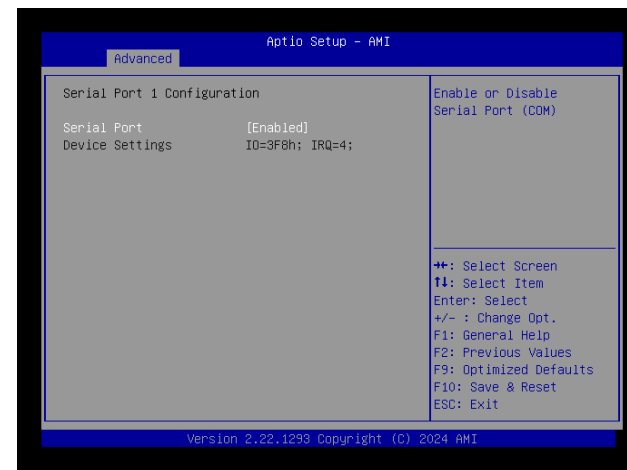 Aptio Setup – AMI
Advanced
Serial Port 1 Configuration
Serial Port [Enabled]
Device Settings IO=3F8h; IRQ=4;
Enable or Disable
Serial Port (COM)
→←: Select Screen
↑↓: Select Item
Enter: Select
+/- : Change Opt.
F1: General Help
F2: Previous Values
F9: Optimized Defaults
F10: Save & Reset
ESC: Exit
Version 2.22.1293 Copyright (C) 2024 AMI